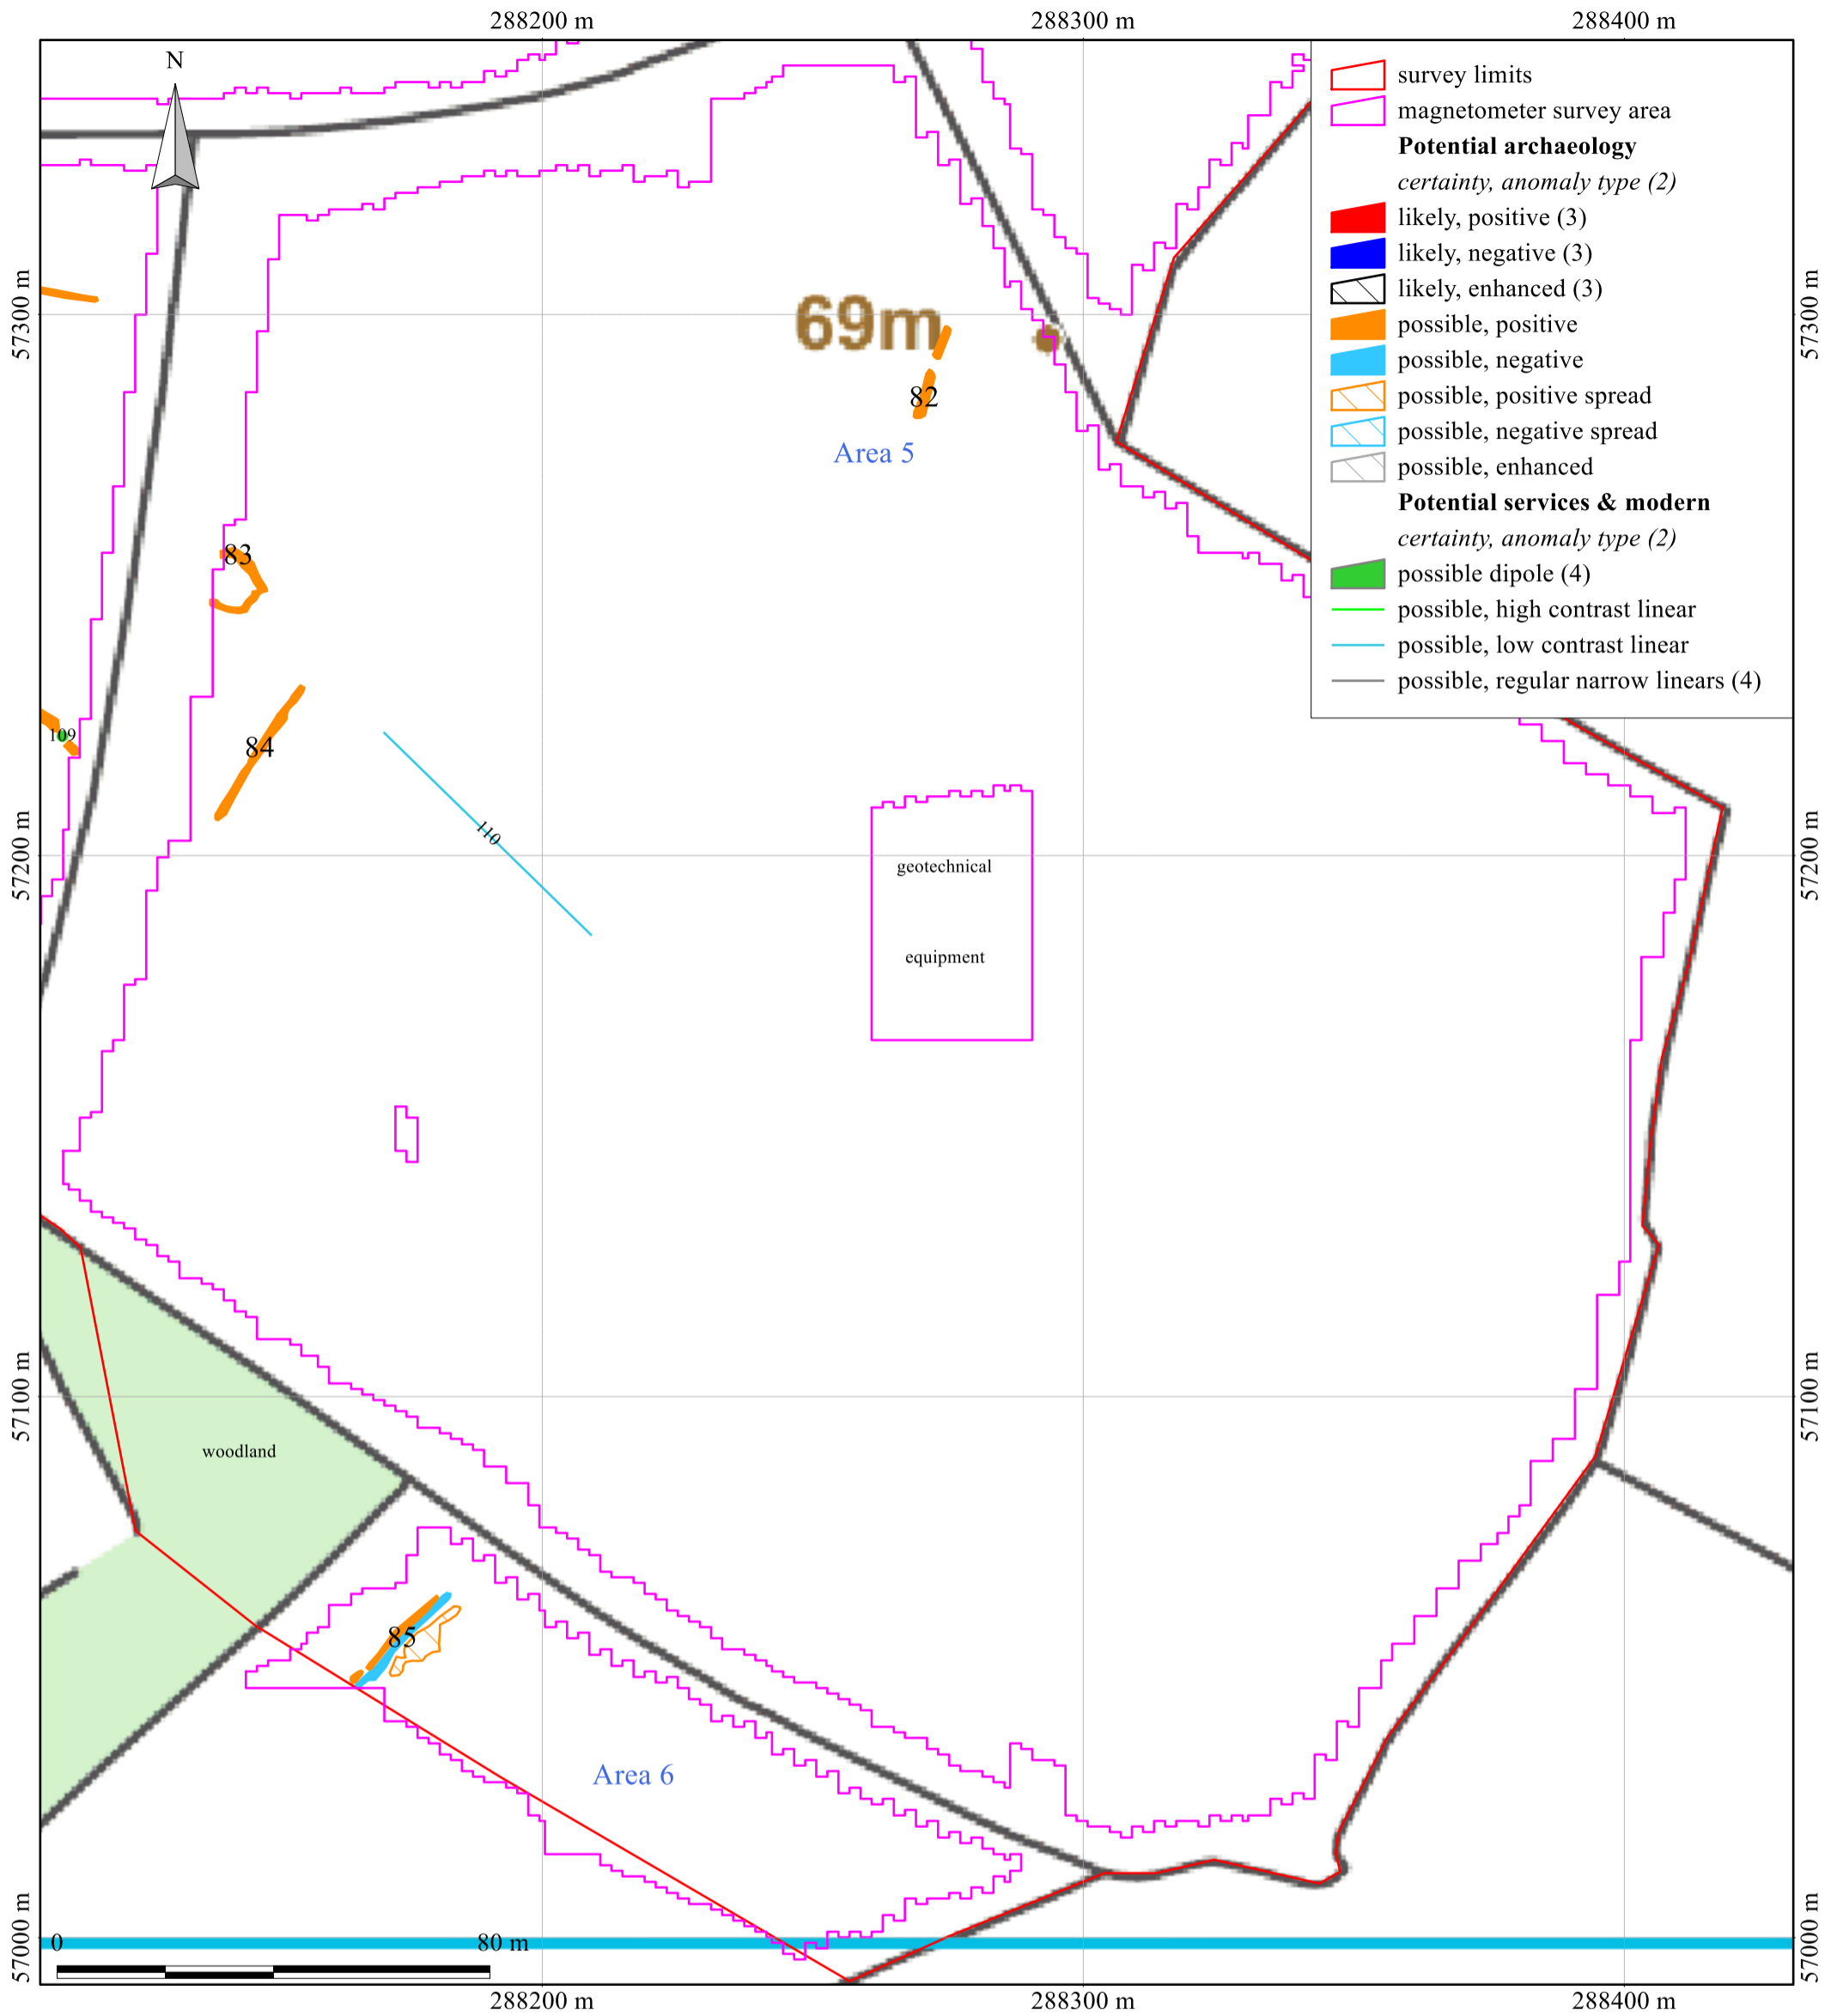 288200 m 288300 m 288400 m
N
survey limits
magnetometer survey area
Potential archaeology
certainty, anomaly type (2)
likely, positive (3)
likely, negative (3)
likely, enhanced (3)
possible, positive
possible, negative
possible, positive spread
possible, negative spread
possible, enhanced
Potential services & modern
certainty, anomaly type (2)
possible dipole (4)
possible, high contrast linear
possible, low contrast linear
possible, regular narrow linears (4)
57300 m
69m
57300 m
82
Area 5
83
109
84
110
57200 m
geotechnical
equipment
57200 m
57100 m
woodland
57100 m
85
Area 6
57000 m
0 80 m
57000 m
288200 m 288300 m 288400 m